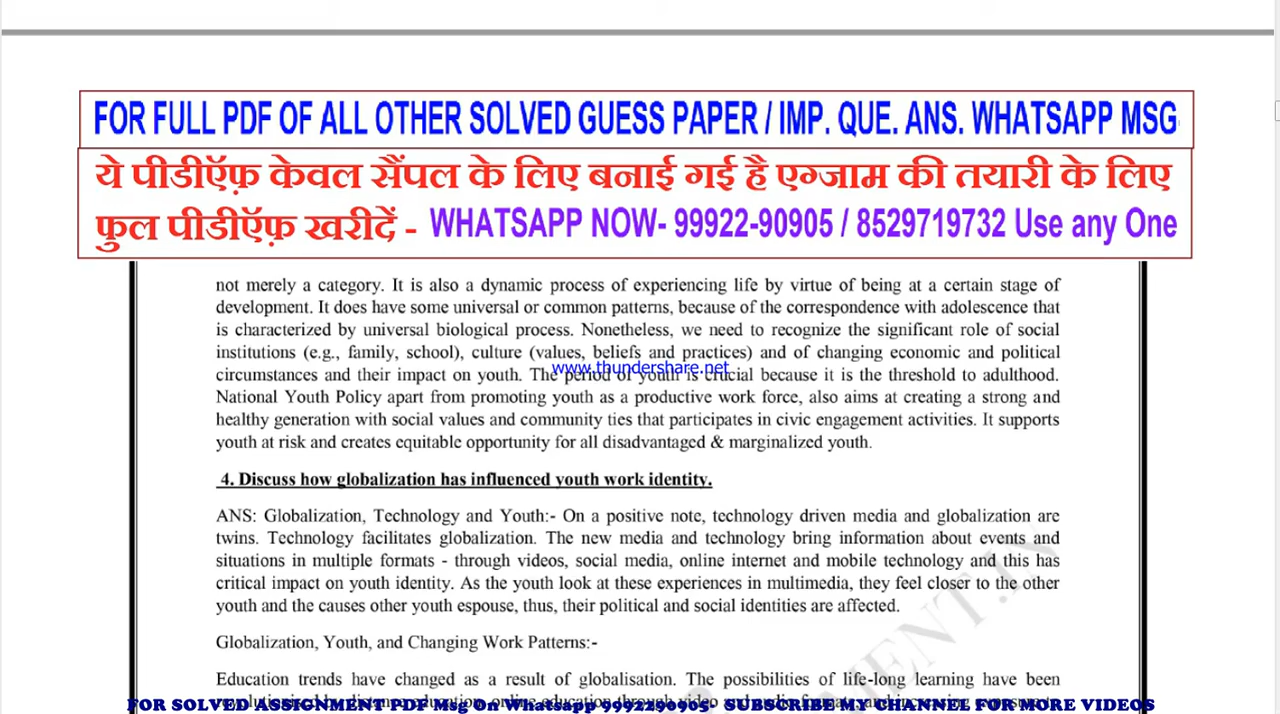 FOR FULL PDF OF ALL OTHER SOLVED GUESS PAPER / IMP. QUE. ANS. WHATSAPP MSG
ये पीडीऍफ़ केवल सैंपल के लिए बनाई गई है एग्जाम की तयारी के लिए
फुल पीडीऍफ़ खरीदें - WHATSAPP NOW- 99922-90905 / 8529719732 Use any One
not merely a category. It is also a dynamic process of experiencing life by virtue of being at a certain stage of
development. It does have some universal or common patterns, because of the correspondence with adolescence that
is characterized by universal biological process. Nonetheless, we need to recognize the significant role of social
institutions (e.g., family, school), culture (values, beliefs and practices) and of changing economic and political
www.thundershare.net
circumstances and their impact on youth. The period of youth is crucial because it is the threshold to adulthood.
National Youth Policy apart from promoting youth as a productive work force, also aims at creating a strong and
healthy generation with social values and community ties that participates in civic engagement activities. It supports
youth at risk and creates equitable opportunity for all disadvantaged & marginalized youth.
4. Discuss how globalization has influenced youth work identity.
ANS: Globalization, Technology and Youth:- On a positive note, technology driven media and globalization are
twins. Technology facilitates globalization. The new media and technology bring information about events and
situations in multiple formats - through videos, social media, online internet and mobile technology and this has
critical impact on youth identity. As the youth look at these experiences in multimedia, they feel closer to the other
youth and the causes other youth espouse, thus, their political and social identities are affected.
Globalization, Youth, and Changing Work Patterns:-
Education trends have changed as a result of globalisation. The possibilities of life-long learning have been
FOR SOLVED ASSIGNMENT PDF Msg On Whatsapp 9992290905- SUBSCRIBE MY CHANNEL FOR MORE VIDEOS